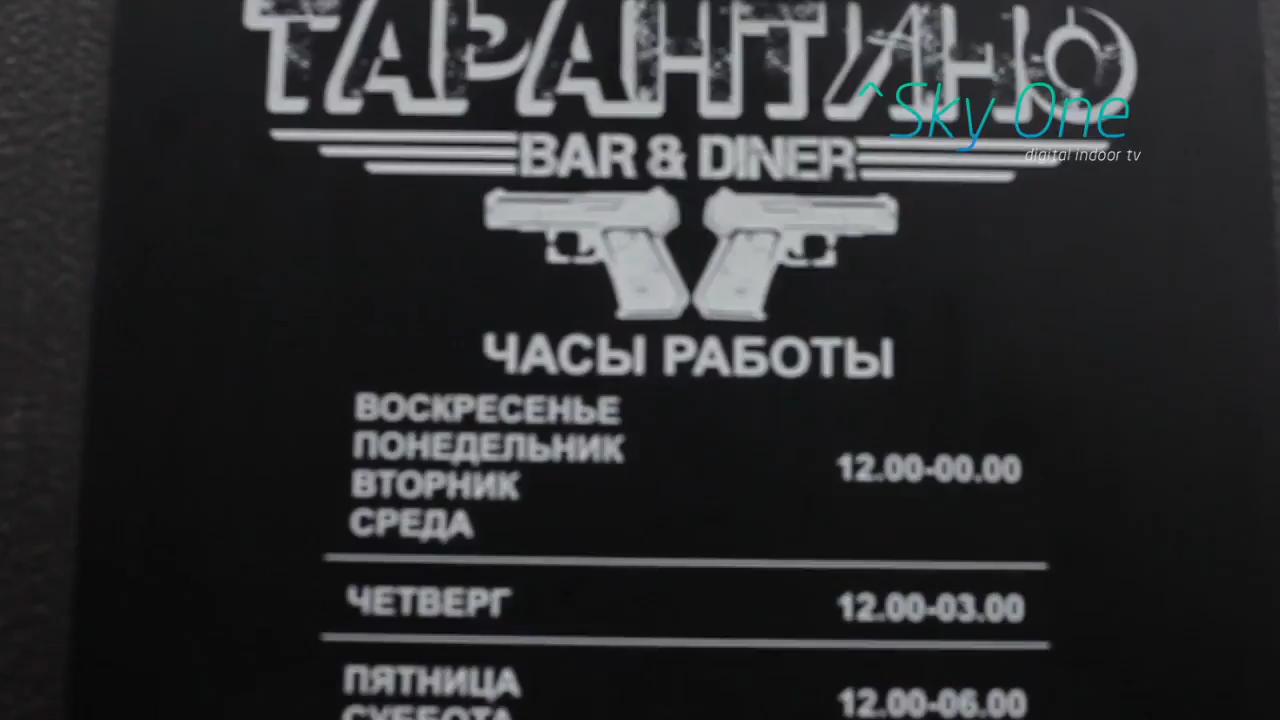 ТАРАНТИНО
^Sky One
digital indoor tv
BAR & DINER
ЧАСЫ РАБОТЫ
ВОСКРЕСЕНЬЕ
ПОНЕДЕЛЬНИК
12.00-00.00
ВТОРНИК
СРЕДА
ЧЕТВЕРГ 12.00-03.00
ПЯТНИЦА
12.00-06.00
СУББОТА